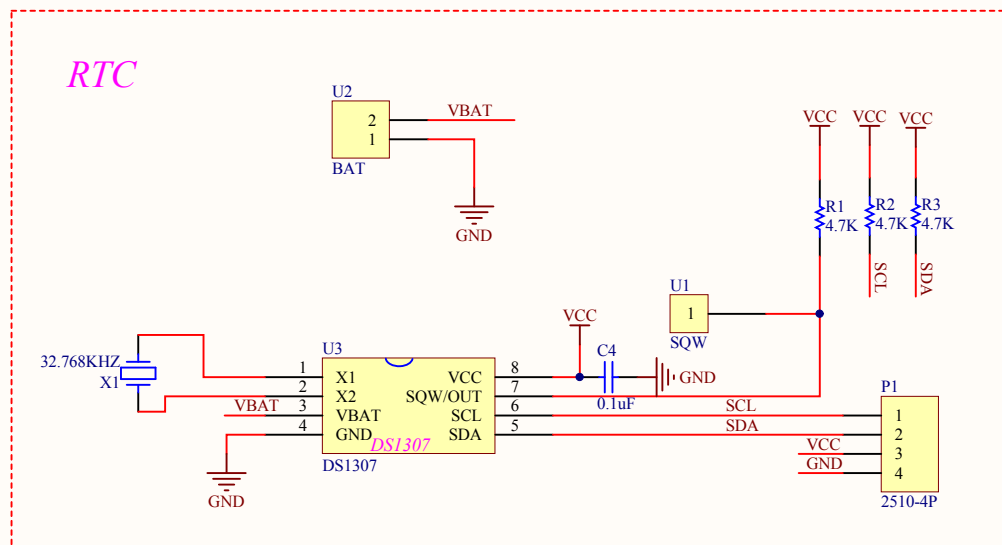 RTC
U2
2 VBAT
1
BAT
GND
VCC VCC VCC
R1 R2 R3
4.7K 4.7K 4.7K
SCL SDA
U1
1
SQW
VCC
C4
GND
0.1uF
32.768KHZ
X1
VBAT
GND
U3
1 X1 VCC 8
2 X2 SQW/OUT 7
3 VBAT SCL 6
4 GND SDA 5
DS1307
DS1307
SCL
SDA
VCC
GND
P1
1
2
3
4
2510-4P